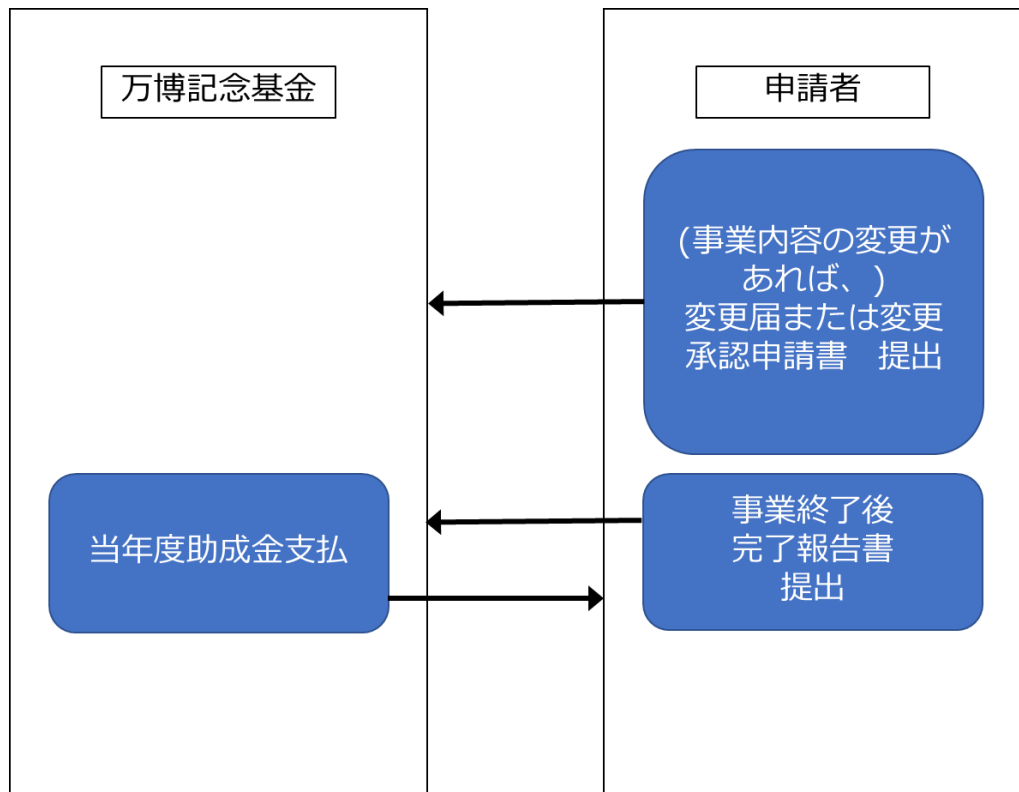 万博記念基金
申請者
(事業内容の変更が
あれば、)
変更届または変更
承認申請書　提出
当年度助成金支払
事業終了後
完了報告書
提出